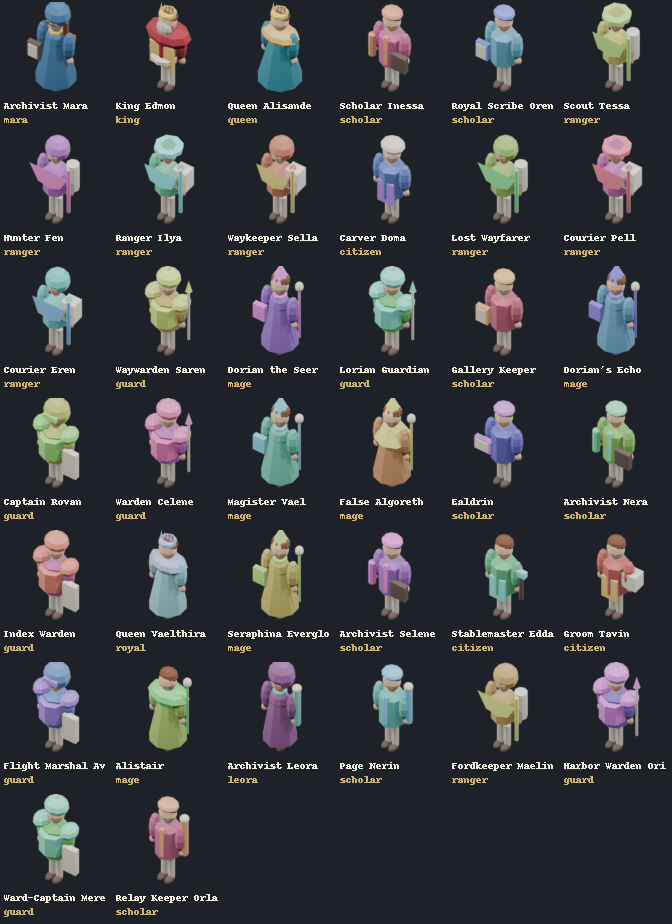 Archivist Mara King Edmon Queen Alisande Scholar Inessa Royal Scribe Oren Scout Tessa
mara king queen scholar scholar ranger
Hunter Fen Ranger Ilya Waykeeper Sella Carver Doma Lost Wayfarer Courier Pell
ranger ranger ranger citizen ranger ranger
Courier Eren Waywarden Saren Dorian the Seer Lorian Guardian Gallery Keeper Dorian's Echo
ranger guard mage guard scholar mage
Captain Rovan Warden Celene Magister Vael False Algoreth Ealdrin Archivist Nera
guard guard mage mage scholar scholar
Index Warden Queen Vaelthira Seraphina Everglo Archivist Selene Stablemaster Edda Groom Tavin
guard royal mage scholar citizen citizen
Flight Marshal Av Alistair Archivist Leora Page Nerin Fordkeeper Maelin Harbor Warden Ori
guard mage leora scholar ranger guard
Ward-Captain Mere Relay Keeper Orla
guard scholar